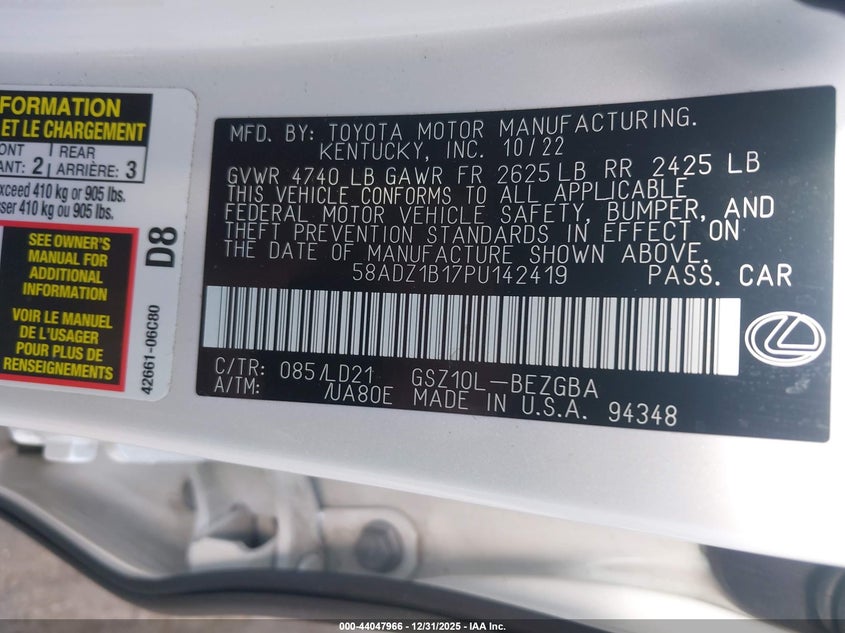 FORMATION
ET LE CHARGEMENT
ONT
ANT: 2
REAR
ARRIÈRE: 3
exceed 410 kg or 905 lbs.
ser 410 kg ou 905 lbs.
SEE OWNER'S
MANUAL FOR
ADDITIONAL
INFORMATION
VOIR LE MANUEL
DE L'USAGER
POUR PLUS DE
RENSEIGNEMENTS
D8
42661-06C80
MFD. BY: TOYOTA MOTOR MANUFACTURING.
KENTUCKY, INC. 10/22
GVWR 4740 LB GAWR FR 2625 LB RR 2425 LB
THIS VEHICLE CONFORMS TO ALL APPLICABLE
FEDERAL MOTOR VEHICLE SAFETY, BUMPER, AND
THEFT PREVENTION STANDARDS IN EFFECT ON
THE DATE OF MANUFACTURE SHOWN ABOVE.
58ADZ1B17PU142419 PASS. CAR
C/TR: 085/LD21 GSZ10L-BEZGBA
A/TM: /UA80E MADE IN U.S.A. 94348
000-44047966 - 12/31/2025 - IAA Inc.